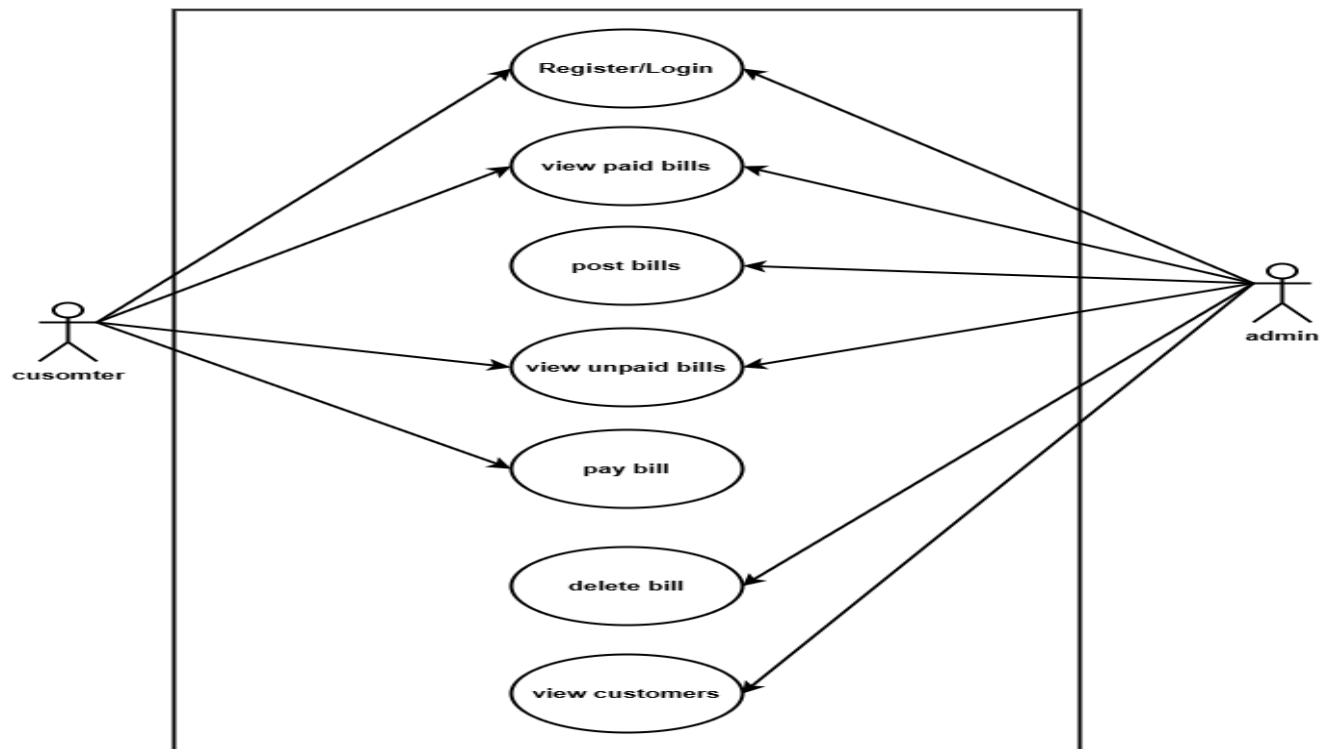 Register/Login
view paid bills
post bills
view unpaid bills
pay bill
delete bill
view customers
cusomter
admin